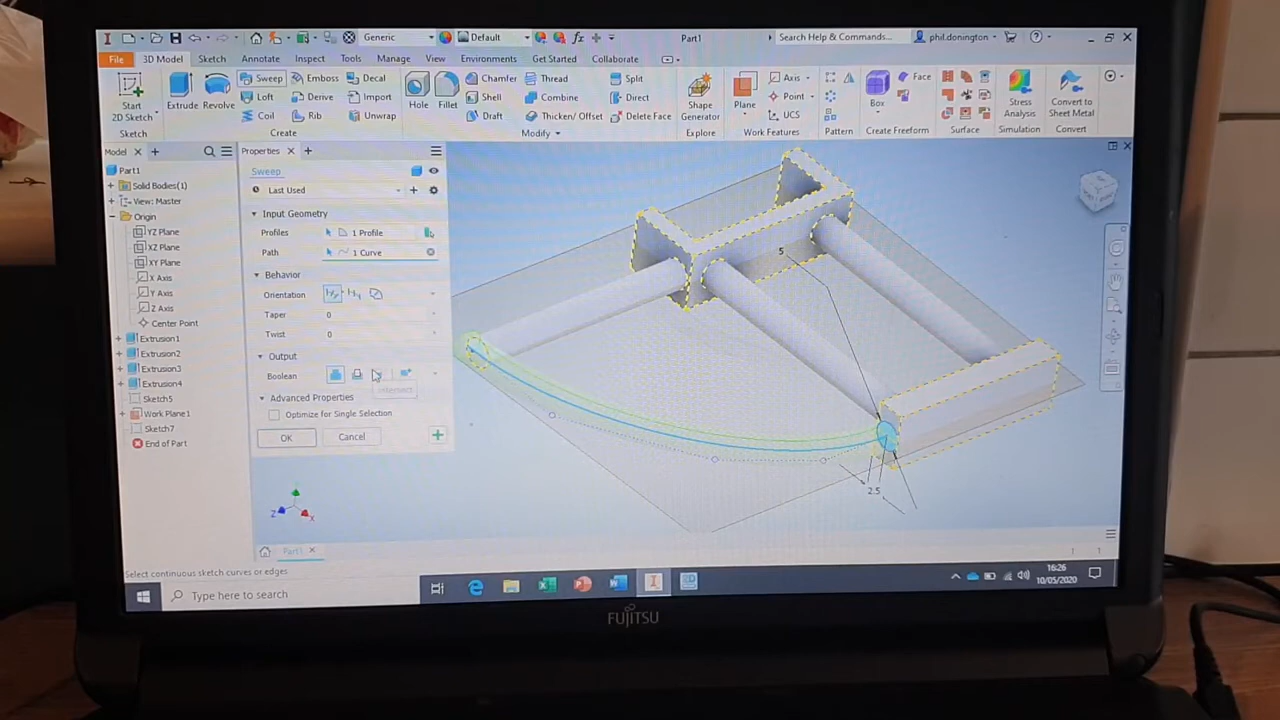 Generic Default fx Part1 Search Help & Commands... phil.donington
File 3D Model Sketch Annotate Inspect Tools Manage View Environments Get Started Collaborate
Start
2D Sketch
Extrude Revolve
Sweep Emboss Decal
Loft Derive Import
Coil Rib Unwrap
Hole Fillet
Chamfer Thread Split
Shell Combine Direct
Draft Thicken/ Offset Delete Face
Shape
Generator
Plane
Axis
Point
UCS
Box
Face
Stress
Analysis
Convert to
Sheet Metal
Sketch Create Modify Explore Work Features Pattern Create Freeform Surface Simulation Convert
Model
Part1
Solid Bodies(1)
View: Master
Origin
YZ Plane
XZ Plane
XY Plane
X Axis
Y Axis
Z Axis
Center Point
Extrusion1
Extrusion2
Extrusion3
Extrusion4
Sketch5
Work Plane1
Sketch7
End of Part
Properties
Sweep
Last Used
Input Geometry
Profiles 1 Profile
Path 1 Curve
Behavior
Orientation
Taper 0
Twist 0
Output
Boolean
Intersect
Advanced Properties
Optimize for Single Selection
OK Cancel
5
2.5
Z
X
Part1
Select continuous sketch curves or edges
1 1
Type here to search
16:26
10/05/2020
FUJITSU